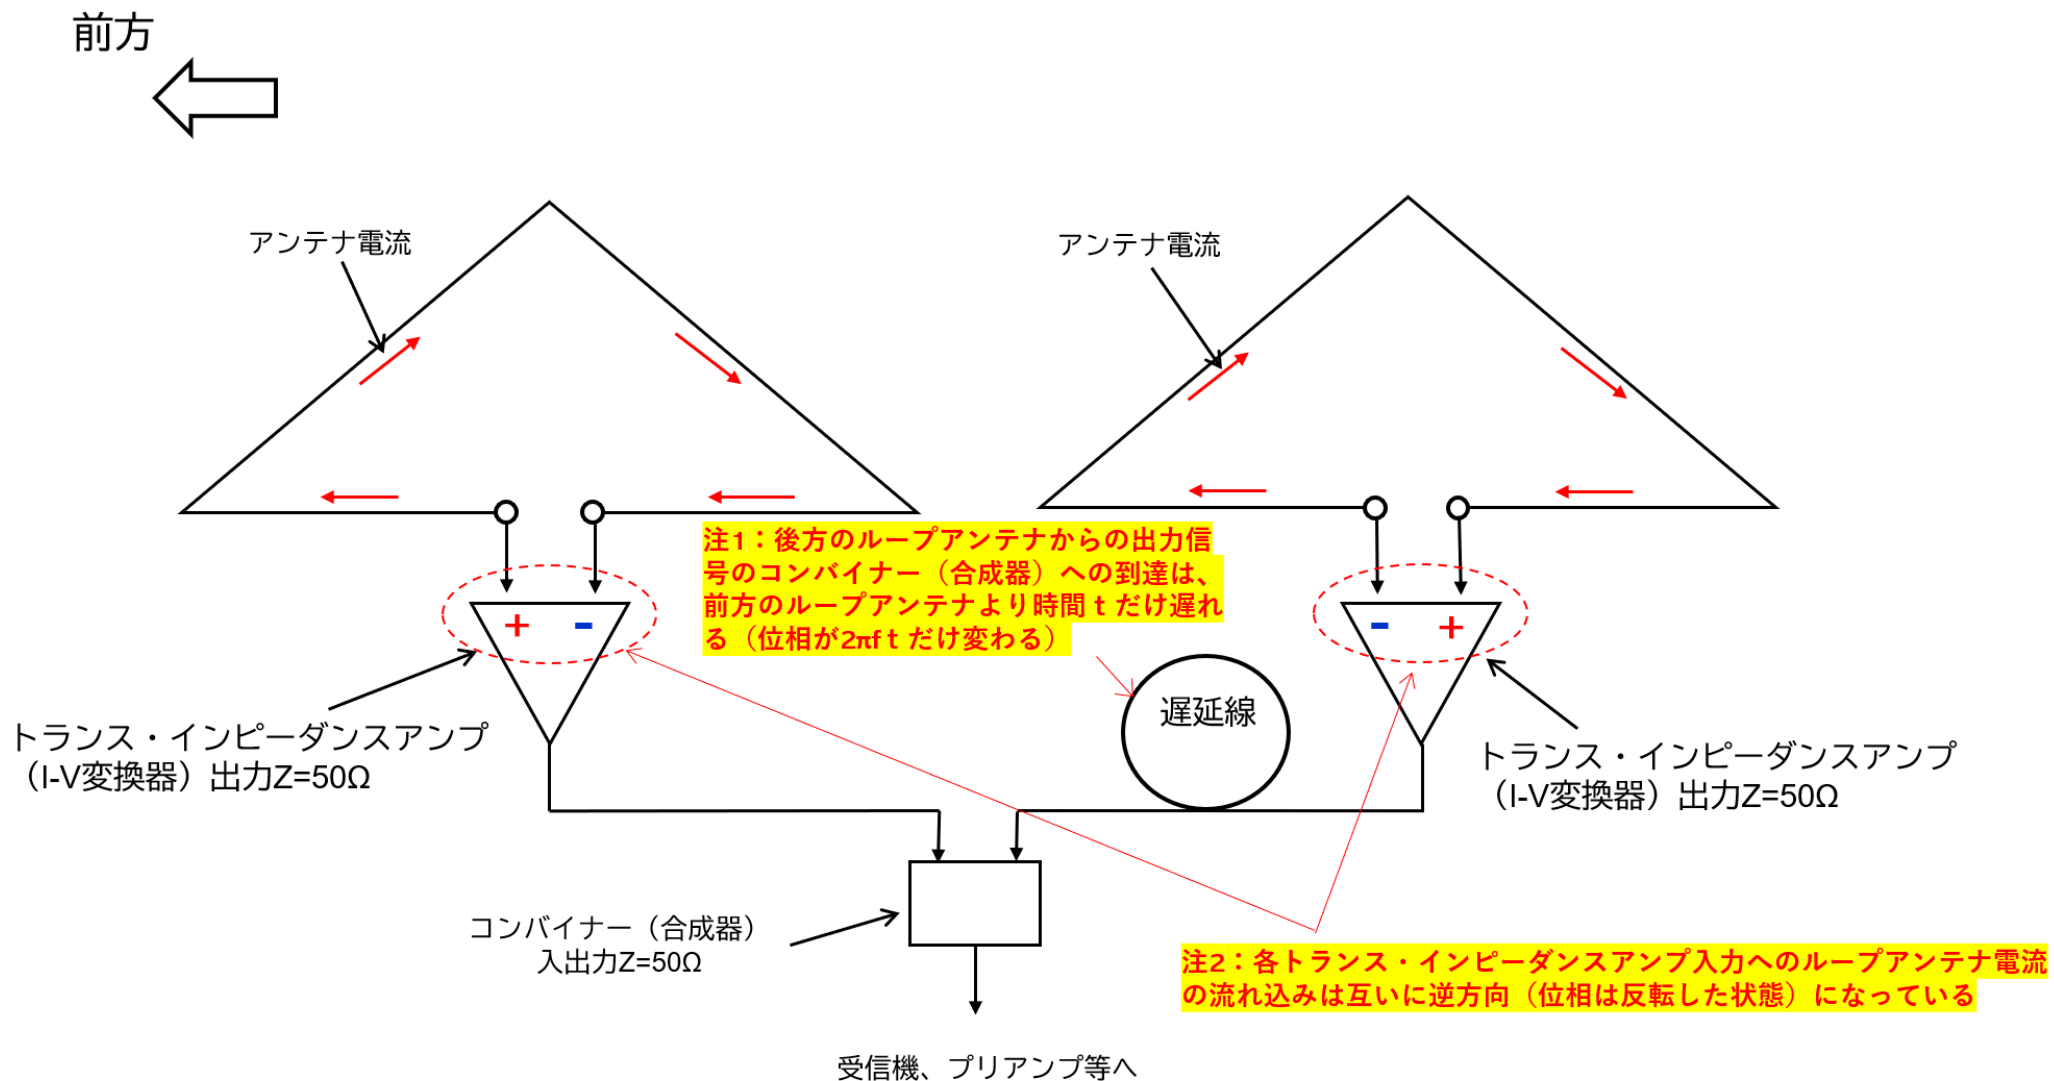 前方
アンテナ電流
アンテナ電流
注1：後方のループアンテナからの出力信
号のコンバイナー（合成器）への到達は、
前方のループアンテナより時間 t だけ遅れ
る（位相が2πf t だけ変わる）
+ -
- +
遅延線
トランス・インピーダンスアンプ
（I-V変換器）出力Z=50Ω
トランス・インピーダンスアンプ
（I-V変換器）出力Z=50Ω
コンバイナー（合成器）
入出力Z=50Ω
注2：各トランス・インピーダンスアンプ入力へのループアンテナ電流
の流れ込みは互いに逆方向（位相は反転した状態）になっている
受信機、プリアンプ等へ